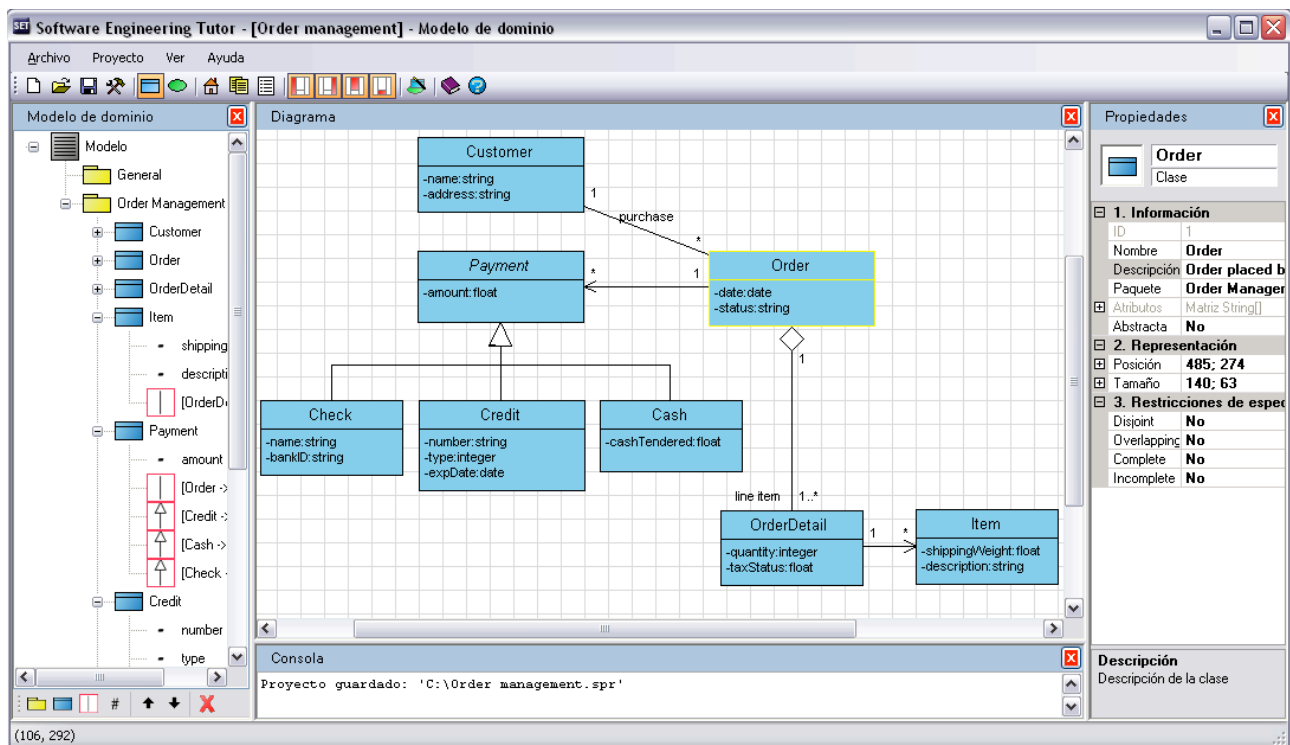 SET Software Engineering Tutor - [Order management] - Modelo de dominio
Archivo Proyecto Ver Ayuda
Modelo de dominio
Modelo
General
Order Management
Customer
Order
OrderDetail
Item
shipping
descripti
[OrderD
Payment
amount
[Order ->
[Credit ->
[Cash ->
[Check -
Credit
number
type
#
Diagrama
Customer
-name:string
-address:string
1
purchase
*
Payment
-amount:float
*
1
Order
-date:date
-status:string
1
Check
-name:string
-bankID:string
Credit
-number:string
-type:integer
-expDate:date
Cash
-cashTendered:float
line item
1..*
OrderDetail
-quantity:integer
-taxStatus:float
1
*
Item
-shippingWeight:float
-description:string
Consola
Proyecto guardado: 'C:\Order management.spr'
Propiedades
Order
Clase
1. Información
ID 1
Nombre Order
Descripción Order placed b
Paquete Order Manager
Atributos Matriz String[]
Abstracta No
2. Representación
Posición 485; 274
Tamaño 140; 63
3. Restricciones de espec
Disjoint No
Overlapping No
Complete No
Incomplete No
Descripción
Descripción de la clase
(106, 292)